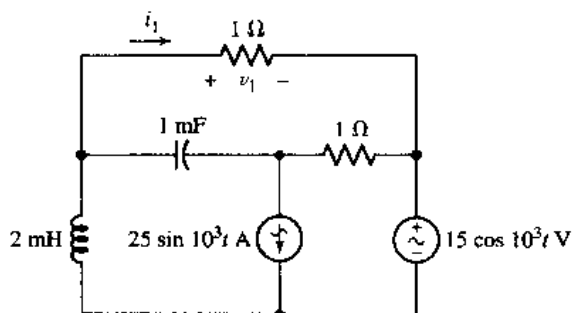 i₁
1 Ω
+ v₁ −
1 mF
1 Ω
2 mH
25 sin 10³t A
+
−
15 cos 10³t V